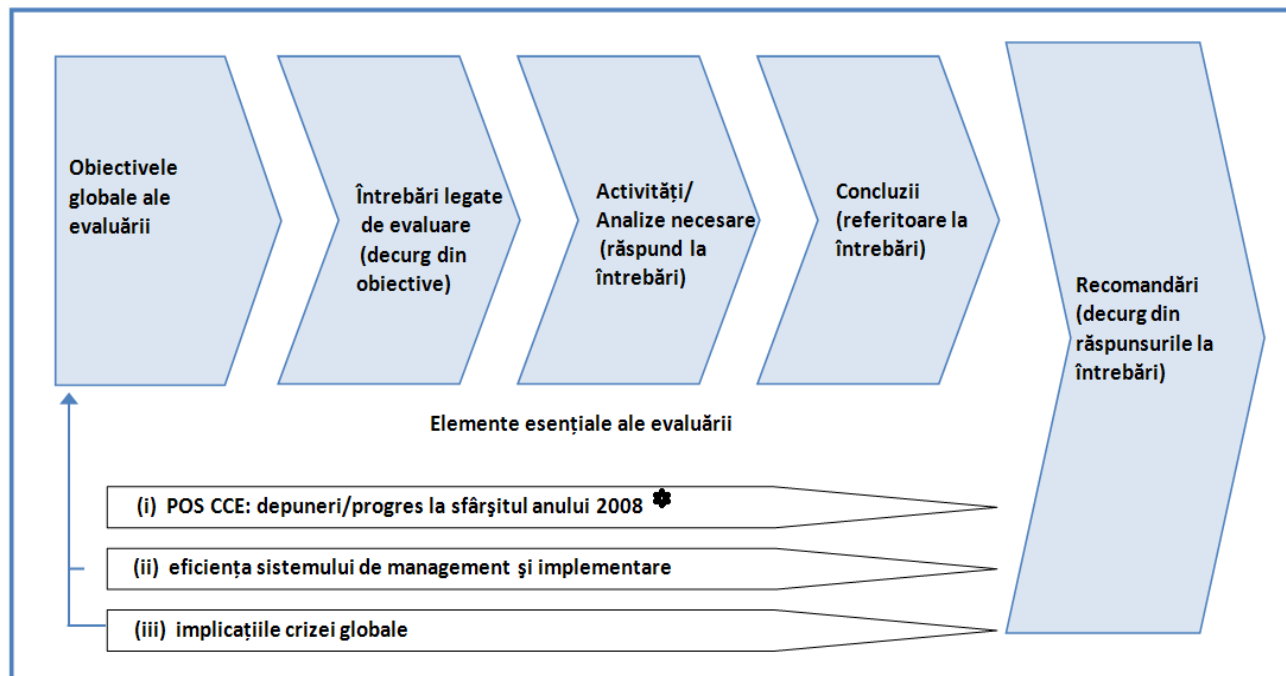 Obiectivele
globale ale
evaluării
Întrebări legate
de evaluare
(decurg din
obiective)
Activități/
Analize necesare
(răspund la
întrebări)
Concluzii
(referitoare la
întrebări)
Recomandări
(decurg din
răspunsurile la
întrebări)
Elemente esențiale ale evaluării
(i) POS CCE: depuneri/progres la sfârşitul anului 2008 *
(ii) eficiența sistemului de management şi implementare
(iii) implicațiile crizei globale